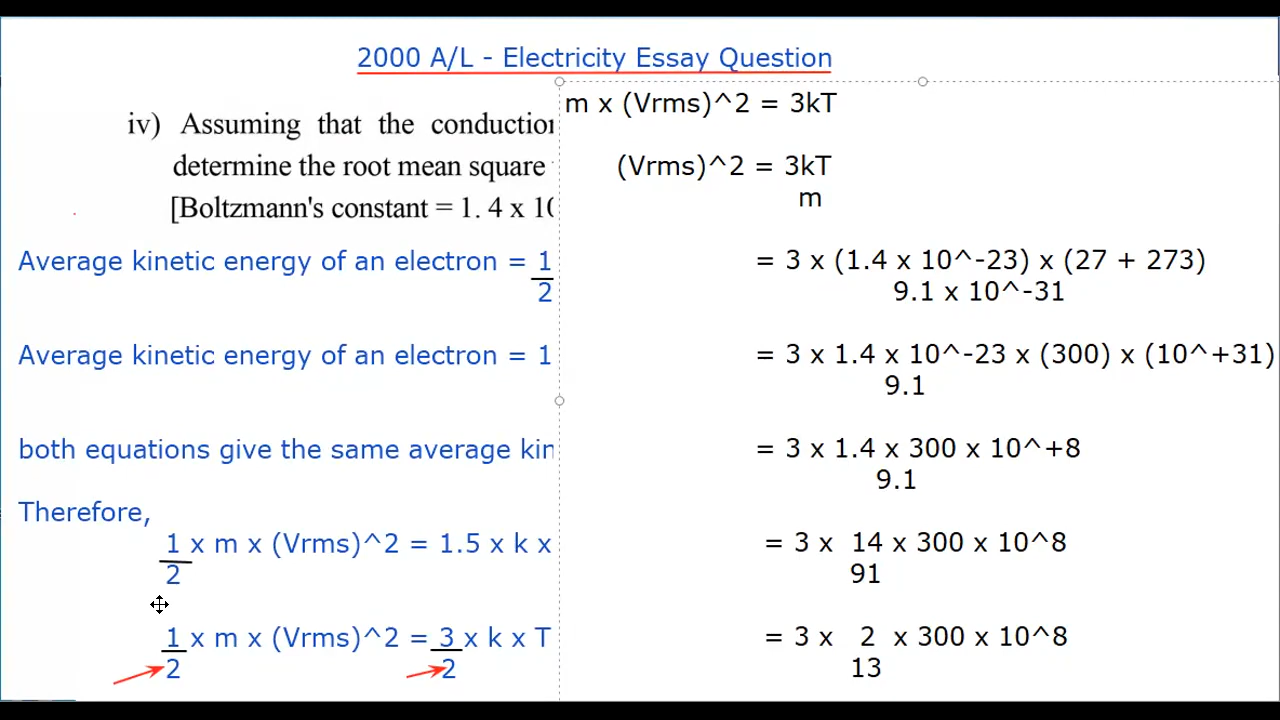 2000 A/L - Electricity Essay Question
iv) Assuming that the conduction
determine the root mean square
[Boltzmann's constant = 1. 4 x 10
Average kinetic energy of an electron = 1
2
Average kinetic energy of an electron = 1
both equations give the same average kin
Therefore,
1 x m x (Vrms)^2 = 1.5 x k x
2
1 x m x (Vrms)^2 = 3 x k x T
2 2
m x (Vrms)^2 = 3kT
(Vrms)^2 = 3kT
m
= 3 x (1.4 x 10^-23) x (27 + 273)
9.1 x 10^-31
= 3 x 1.4 x 10^-23 x (300) x (10^+31)
9.1
= 3 x 1.4 x 300 x 10^+8
9.1
= 3 x 14 x 300 x 10^8
91
= 3 x 2 x 300 x 10^8
13